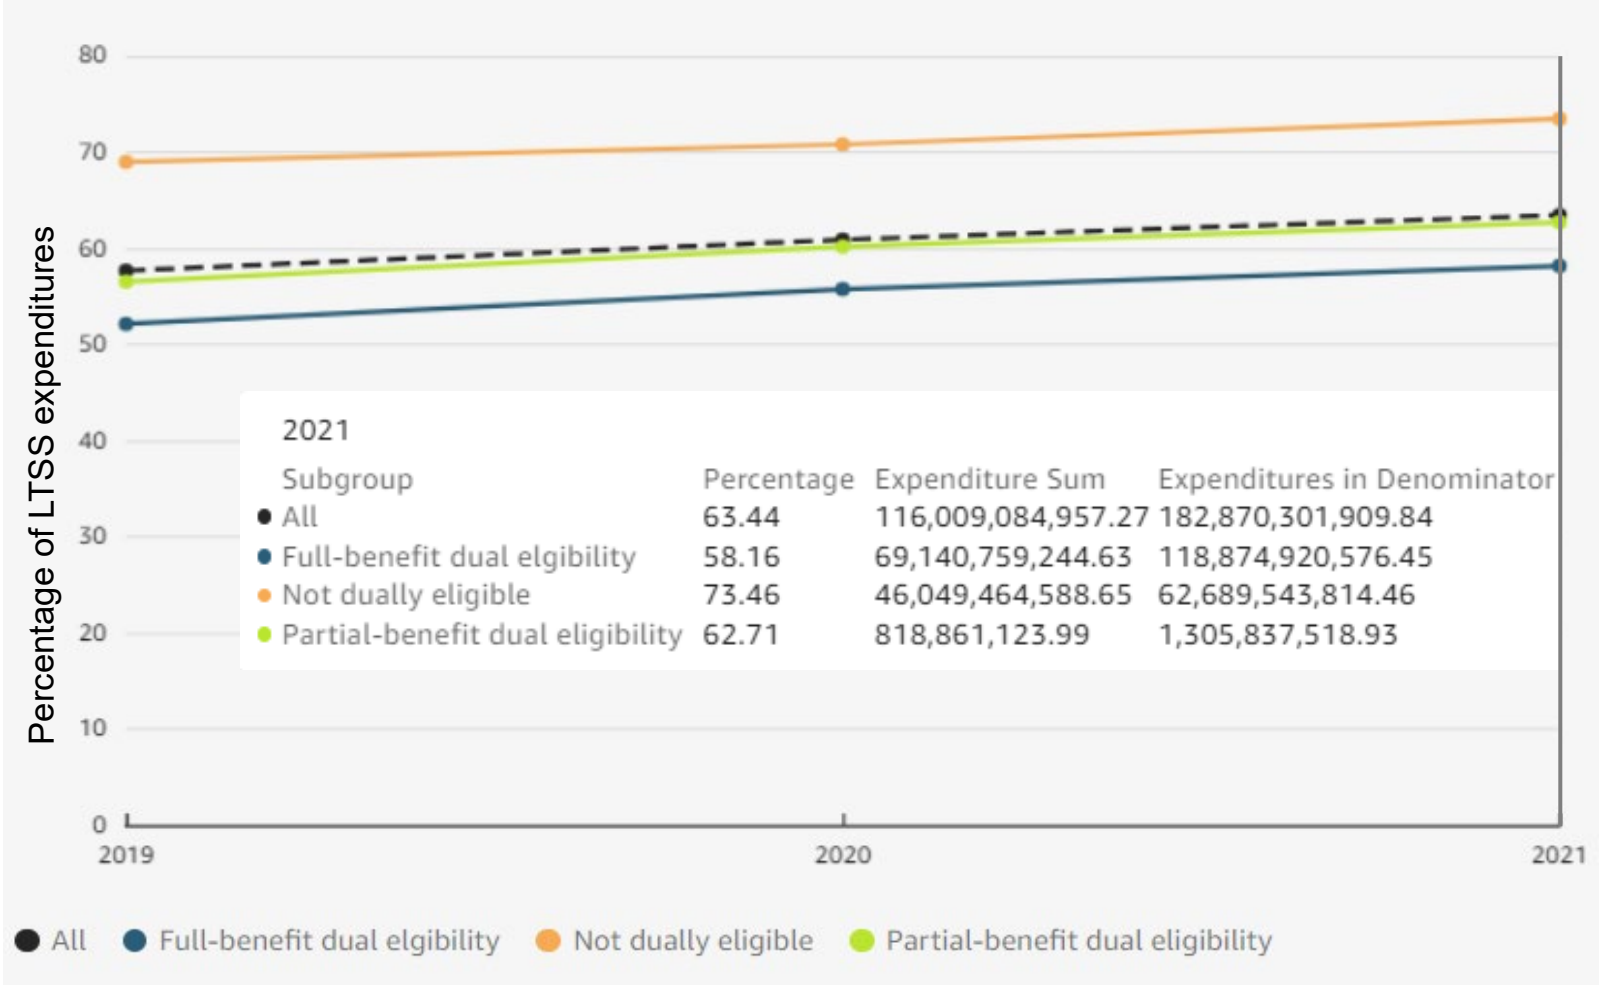 Percentage of LTSS expenditures
80
70
60
50
40
30
20
10
0
2019 2020 2021
2021
Subgroup Percentage Expenditure Sum Expenditures in Denominator
All 63.44 116,009,084,957.27 182,870,301,909.84
Full-benefit dual elgibility 58.16 69,140,759,244.63 118,874,920,576.45
Not dually eligible 73.46 46,049,464,588.65 62,689,543,814.46
Partial-benefit dual eligibility 62.71 818,861,123.99 1,305,837,518.93
All Full-benefit dual elgibility Not dually eligible Partial-benefit dual eligibility